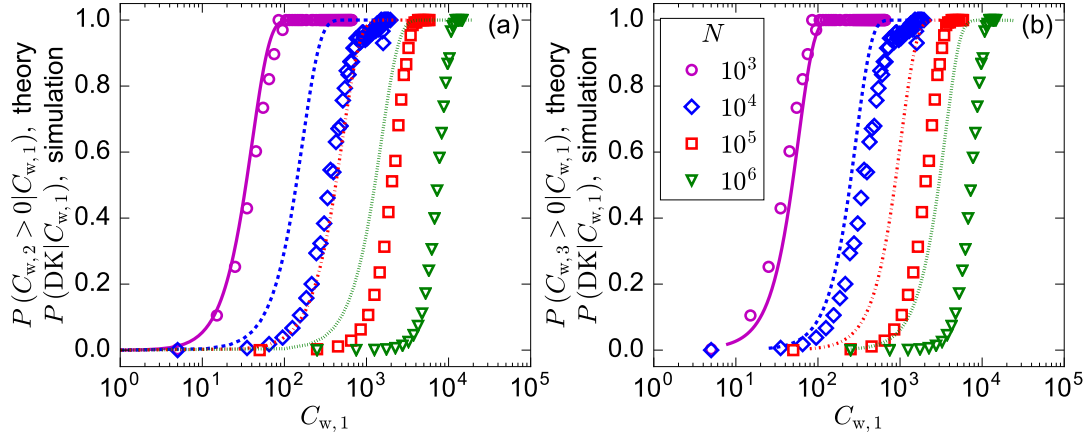 P(C_{w,2} > 0|C_{w,1}), theory
P(DK|C_{w,1}), simulation
1.0
0.8
0.6
0.4
0.2
0.0
(a)
10^0 10^1 10^2 10^3 10^4 10^5
C_{w,1}
P(C_{w,3} > 0|C_{w,1}), theory
P(DK|C_{w,1}), simulation
1.0
0.8
0.6
0.4
0.2
0.0
N
10^3
10^4
10^5
10^6
(b)
10^0 10^1 10^2 10^3 10^4 10^5
C_{w,1}